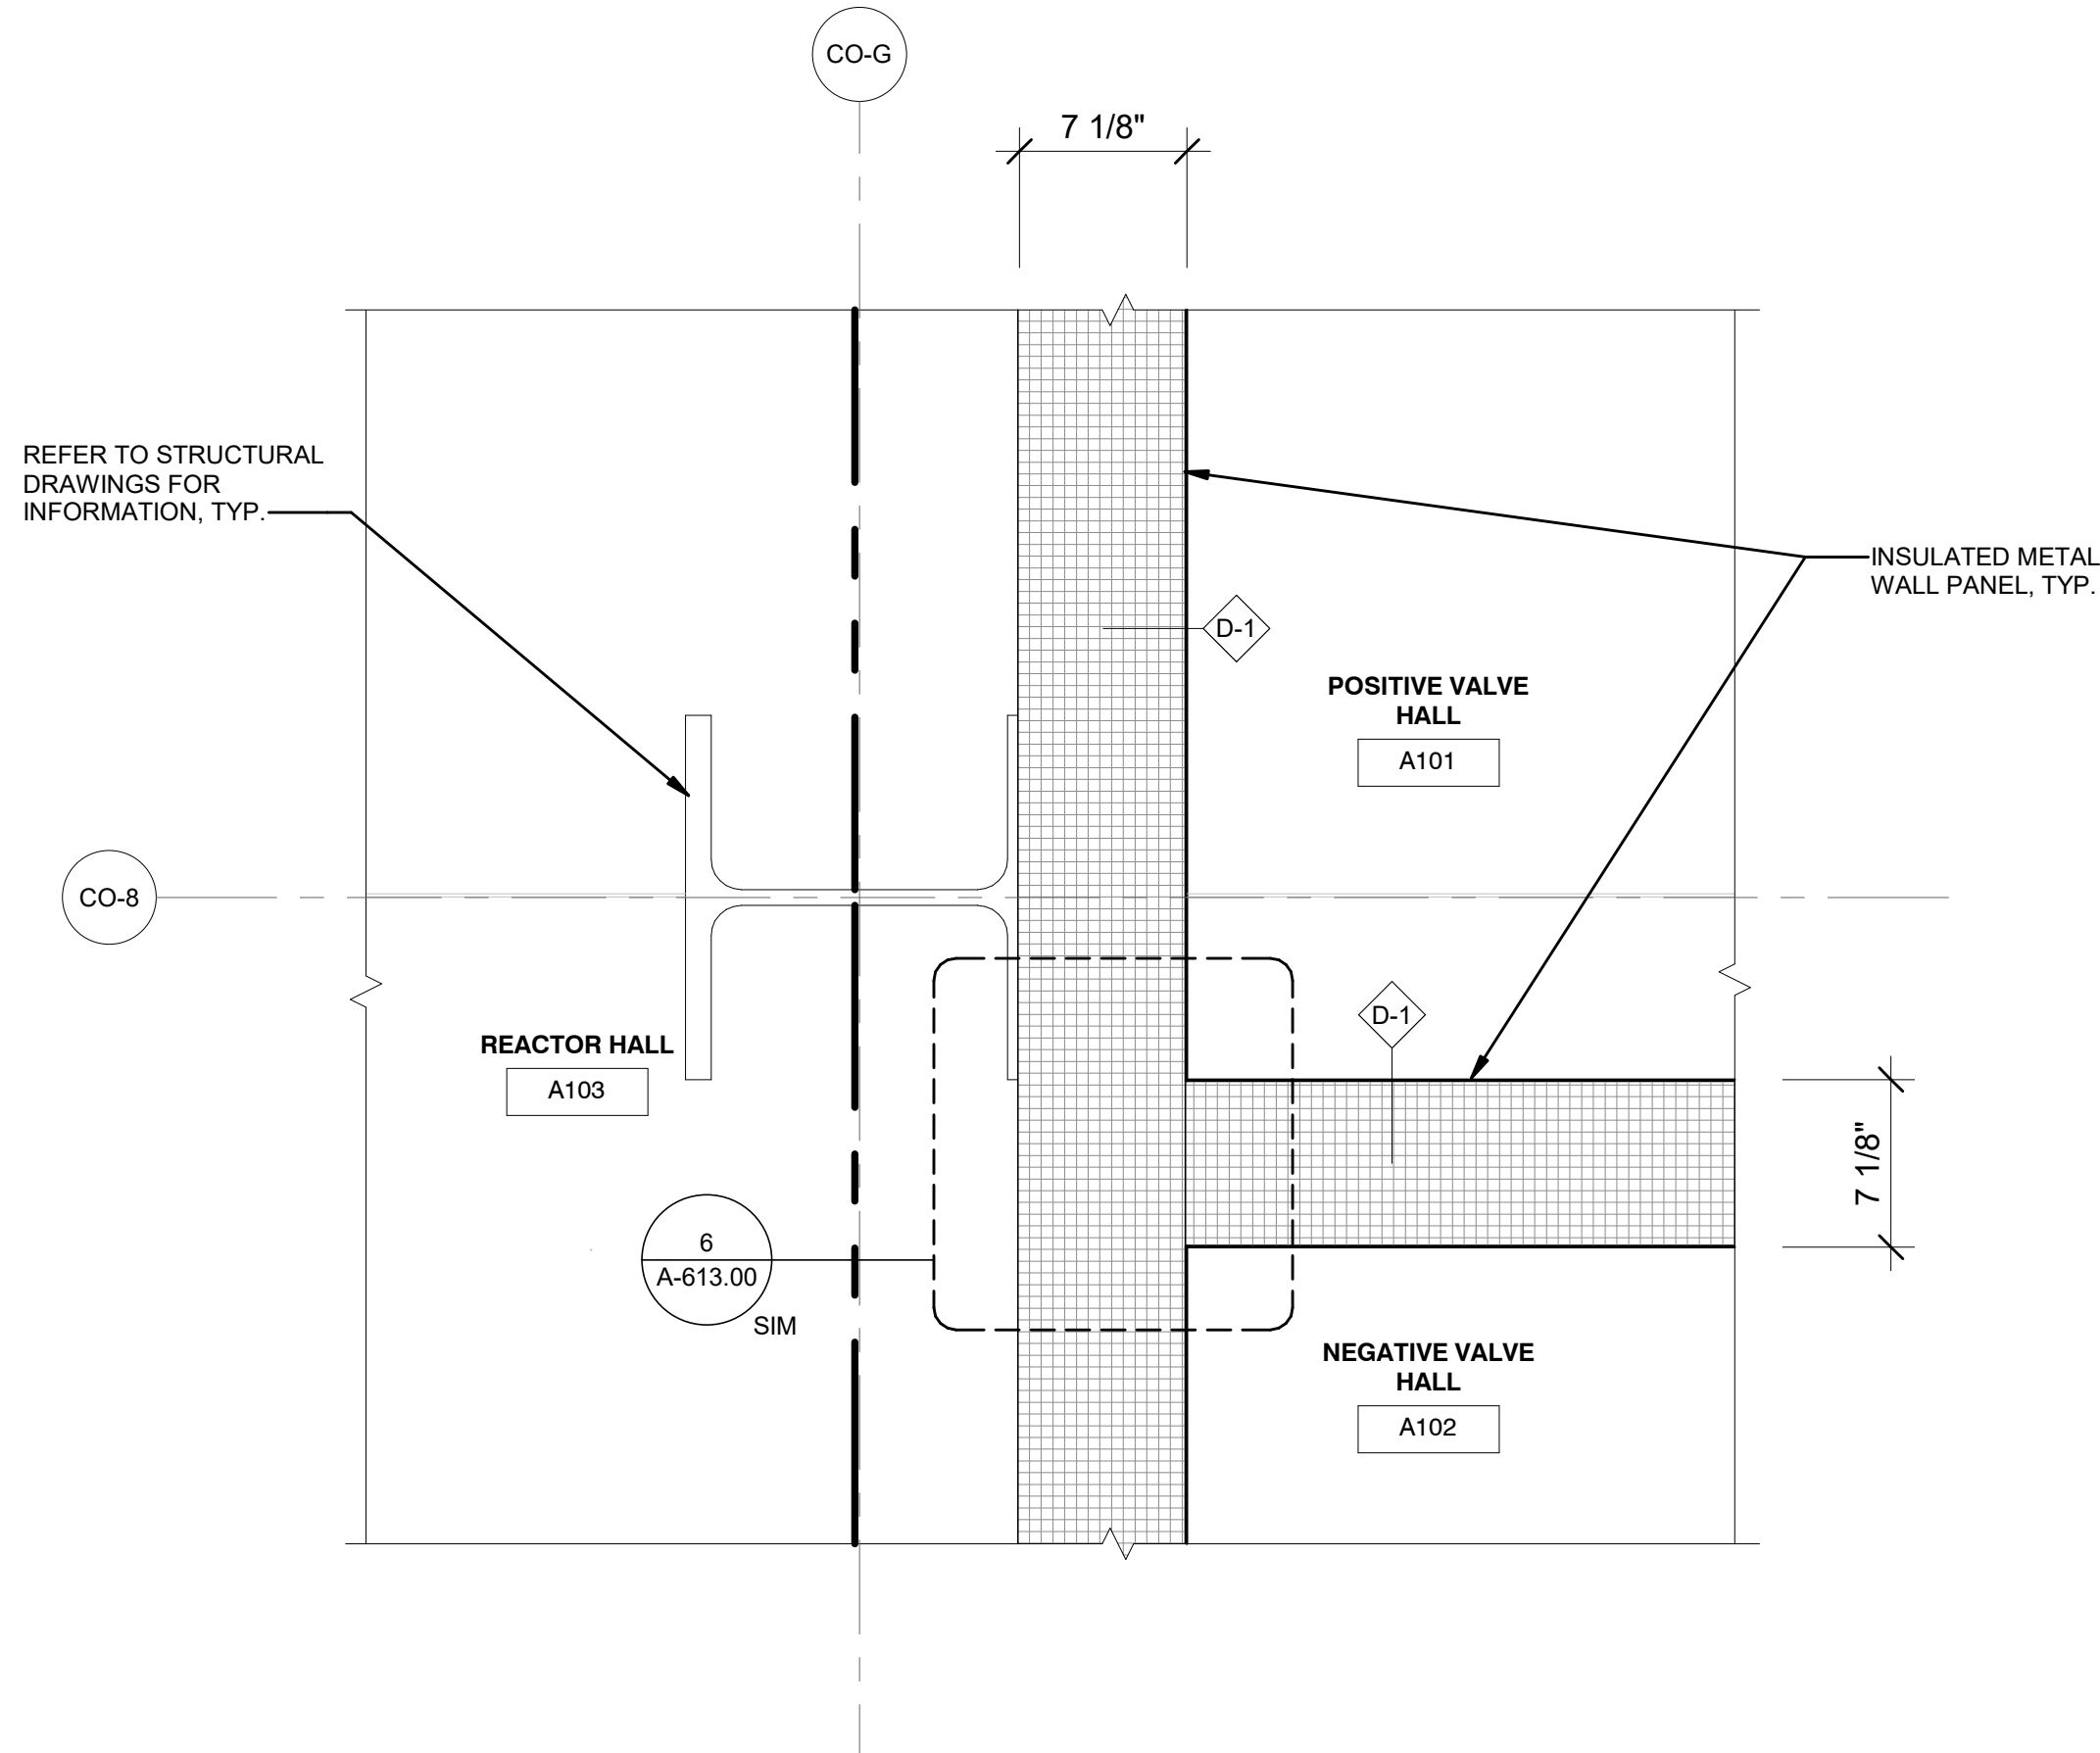 CO-G
7 1/8"
REFER TO STRUCTURAL
DRAWINGS FOR
INFORMATION, TYP.
INSULATED METAL
WALL PANEL, TYP.
D-1
POSITIVE VALVE
HALL
A101
CO-8
D-1
REACTOR HALL
A103
7 1/8"
6
A-613.00
SIM
NEGATIVE VALVE
HALL
A102